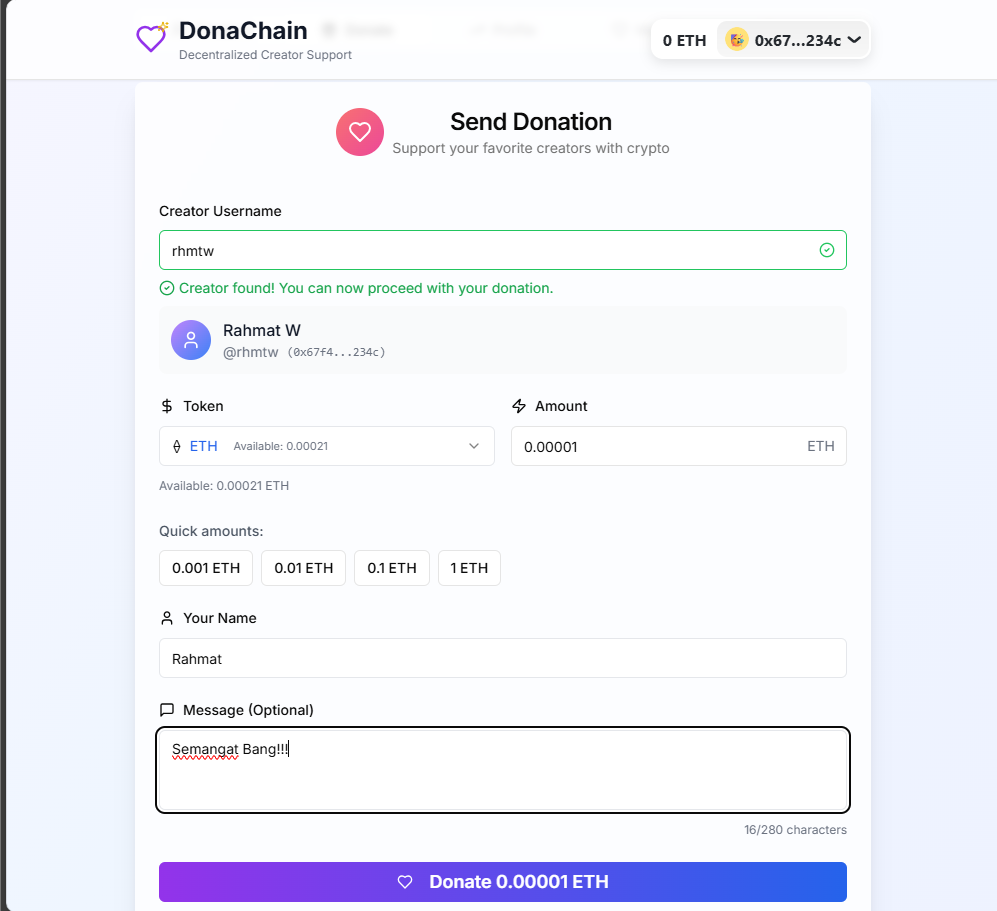 DonaChain
Decentralized Creator Support
0 ETH
0x67...234c
Send Donation
Support your favorite creators with crypto
Creator Username
rhmtw
Creator found! You can now proceed with your donation.
Rahmat W
@rhmtw (0x67f4...234c)
Token
ETH Available: 0.00021
Available: 0.00021 ETH
Amount
0.00001 ETH
Quick amounts:
0.001 ETH 0.01 ETH 0.1 ETH 1 ETH
Your Name
Rahmat
Message (Optional)
Semangat Bang!!!
16/280 characters
Donate 0.00001 ETH